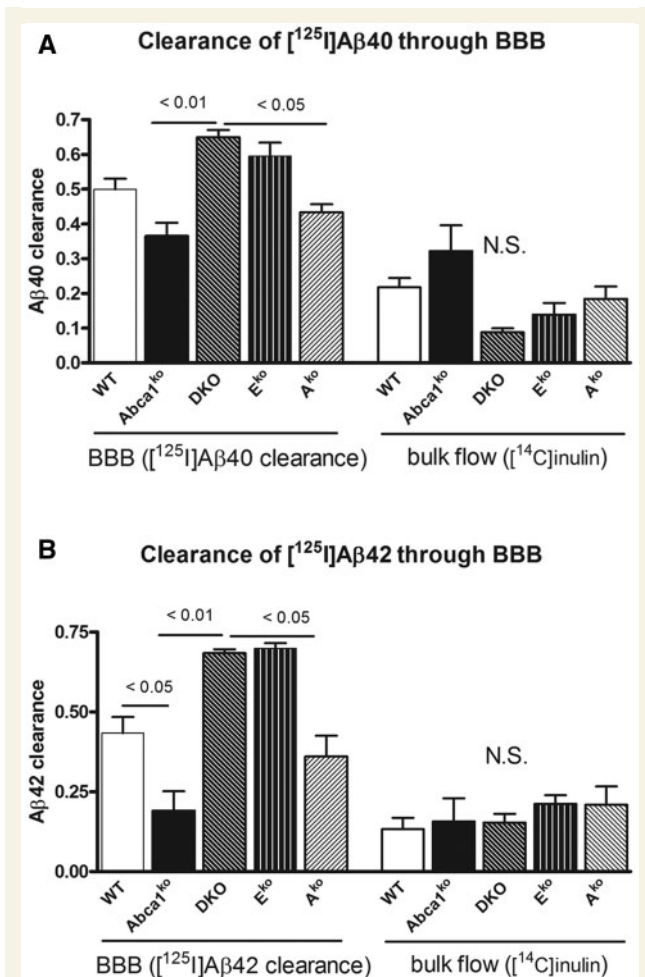 A
Clearance of [¹²⁵I]Aβ40 through BBB
< 0.01
< 0.05
0.7
0.6
0.5
0.4
0.3
0.2
0.1
0.0
Aβ40 clearance
N.S.
WT
Abca1ᵏᵒ
DKO
Eᵏᵒ
Aᵏᵒ
WT
Abca1ᵏᵒ
DKO
Eᵏᵒ
Aᵏᵒ
BBB ([¹²⁵I]Aβ40 clearance)
bulk flow ([¹⁴C]inulin)
B
Clearance of [¹²⁵I]Aβ42 through BBB
< 0.01
< 0.05
< 0.05
0.75
0.50
0.25
0.00
Aβ42 clearance
N.S.
WT
Abca1ᵏᵒ
DKO
Eᵏᵒ
Aᵏᵒ
WT
Abca1ᵏᵒ
DKO
Eᵏᵒ
Aᵏᵒ
BBB ([¹²⁵I]Aβ42 clearance)
bulk flow ([¹⁴C]inulin)